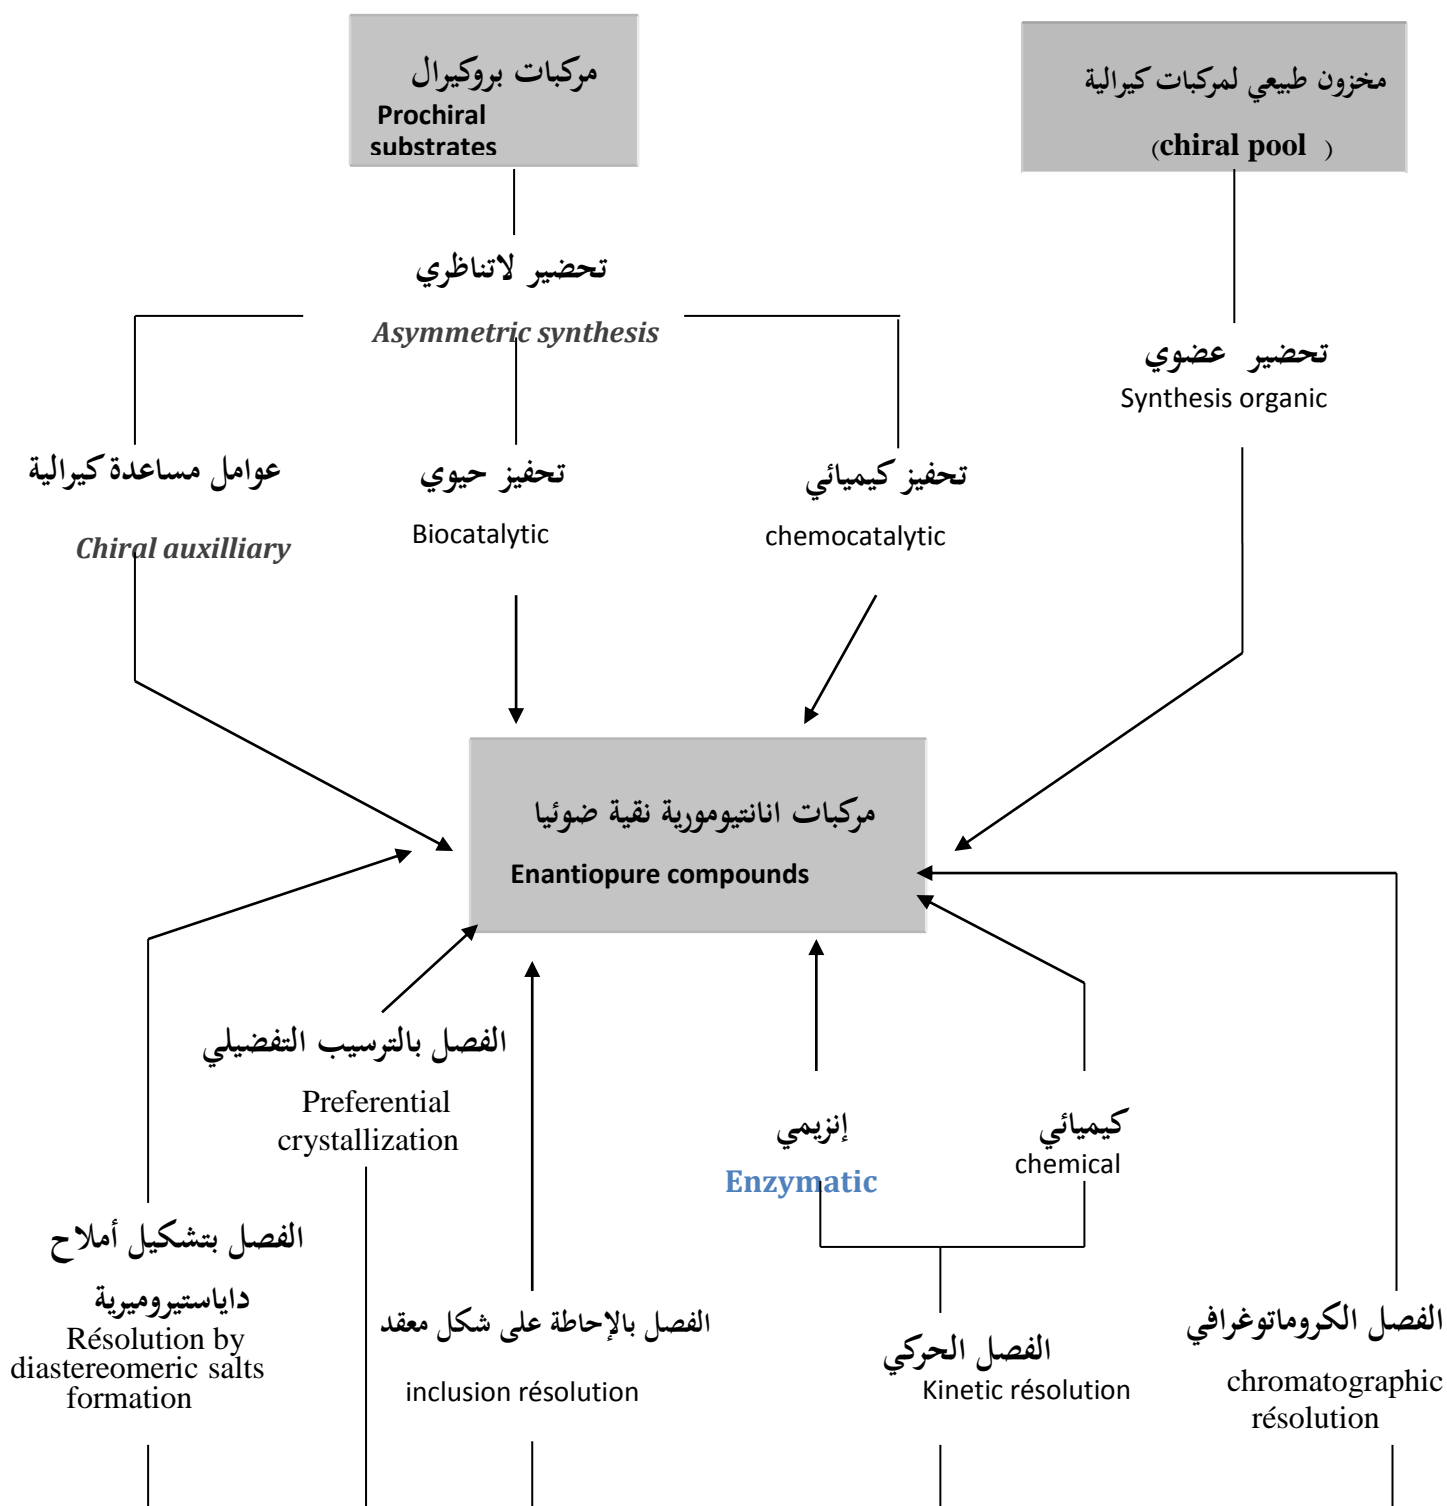 مركبات بروكيرال
Prochiral
substrates
مخزون طبيعي لمركبات كيرالية
(chiral pool )
تحضير لاتناظري
Asymmetric synthesis
تحضير عضوي
Synthesis organic
عوامل مساعدة كيرالية
Chiral auxilliary
تحفيز حيوي
Biocatalytic
تحفيز كيميائي
chemocatalytic
مركبات انانتيومورية نقية ضوئيا
Enantiopure compounds
الفصل بالترسيب التفضيلي
Preferential
crystallization
إنزيمي
Enzymatic
كيميائي
chemical
الفصل بتشكيل أملاح
داياستيروميرية
Résolution by
diastereomeric salts
formation
الفصل بالإحاطة على شكل معقد
inclusion résolution
الفصل الحركي
Kinetic résolution
الفصل الكروماتوغرافي
chromatographic
résolution